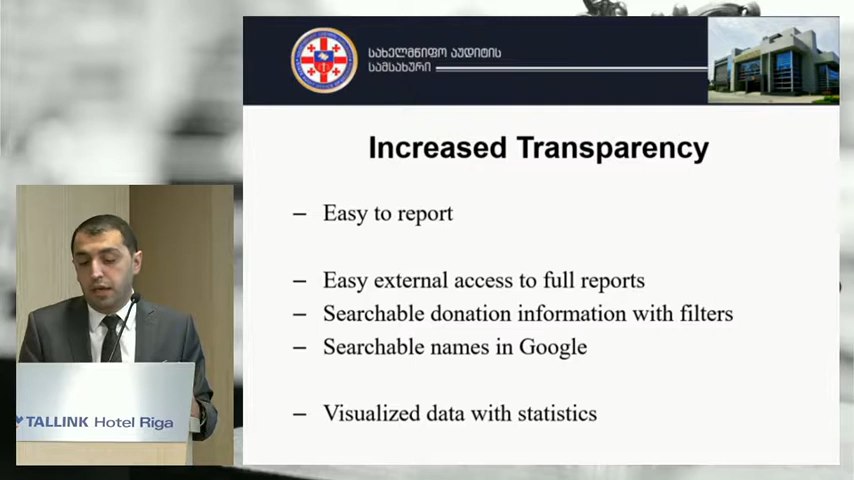 სახელმწიფო აუდიტის
სამსახური
Increased Transparency
– Easy to report
– Easy external access to full reports
– Searchable donation information with filters
– Searchable names in Google
– Visualized data with statistics
TALLINK Hotel Riga